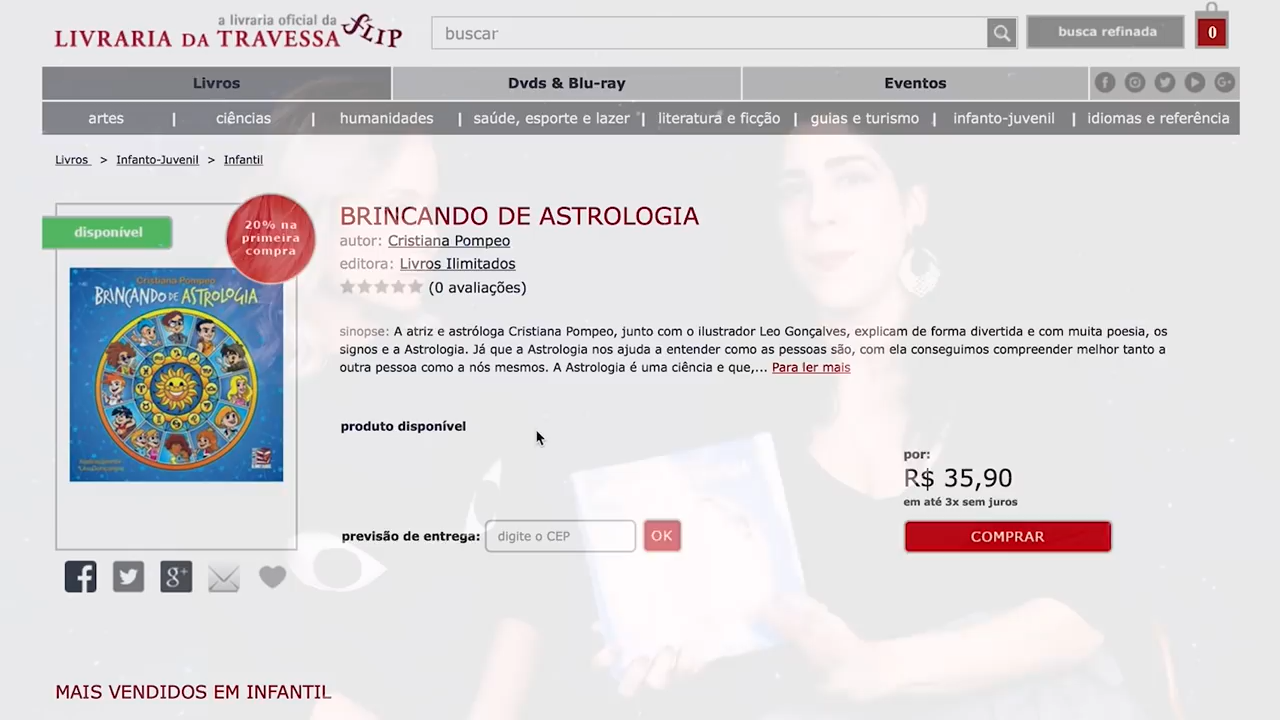 a livraria oficial da
LIVRARIA DA TRAVESSA FLIP
buscar
busca refinada
0
Livros
Dvds & Blu-ray
Eventos
artes | ciências | humanidades | saúde, esporte e lazer | literatura e ficção | guias e turismo | infanto-juvenil | idiomas e referência
Livros > Infanto-Juvenil > Infantil
disponível
20% na
primeira
compra
Cristiana Pompeo
BRINCANDO DE ASTROLOGIA
BRINCANDO DE ASTROLOGIA
autor: Cristiana Pompeo
editora: Livros Ilimitados
(0 avaliações)
sinopse: A atriz e astróloga Cristiana Pompeo, junto com o ilustrador Leo Gonçalves, explicam de forma divertida e com muita poesia, os
signos e a Astrologia. Já que a Astrologia nos ajuda a entender como as pessoas são, com ela conseguimos compreender melhor tanto a
outra pessoa como a nós mesmos. A Astrologia é uma ciência e que,... Para ler mais
produto disponível
por:
R$ 35,90
em até 3x sem juros
previsão de entrega: digite o CEP OK
COMPRAR
MAIS VENDIDOS EM INFANTIL